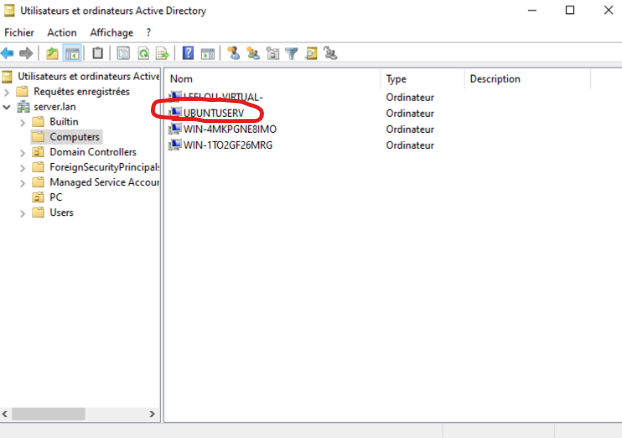 Utilisateurs et ordinateurs Active Directory
Fichier Action Affichage ?
Utilisateurs et ordinateurs Active
Requêtes enregistrées
server.lan
Builtin
Computers
Domain Controllers
ForeignSecurityPrincipals
Managed Service Accour
PC
Users
Nom Type Description
LEELOU-VIRTUAL- Ordinateur
UBUNTUSERV Ordinateur
WIN-4MKPGNE8IMO Ordinateur
WIN-1TO2GF26MRG Ordinateur